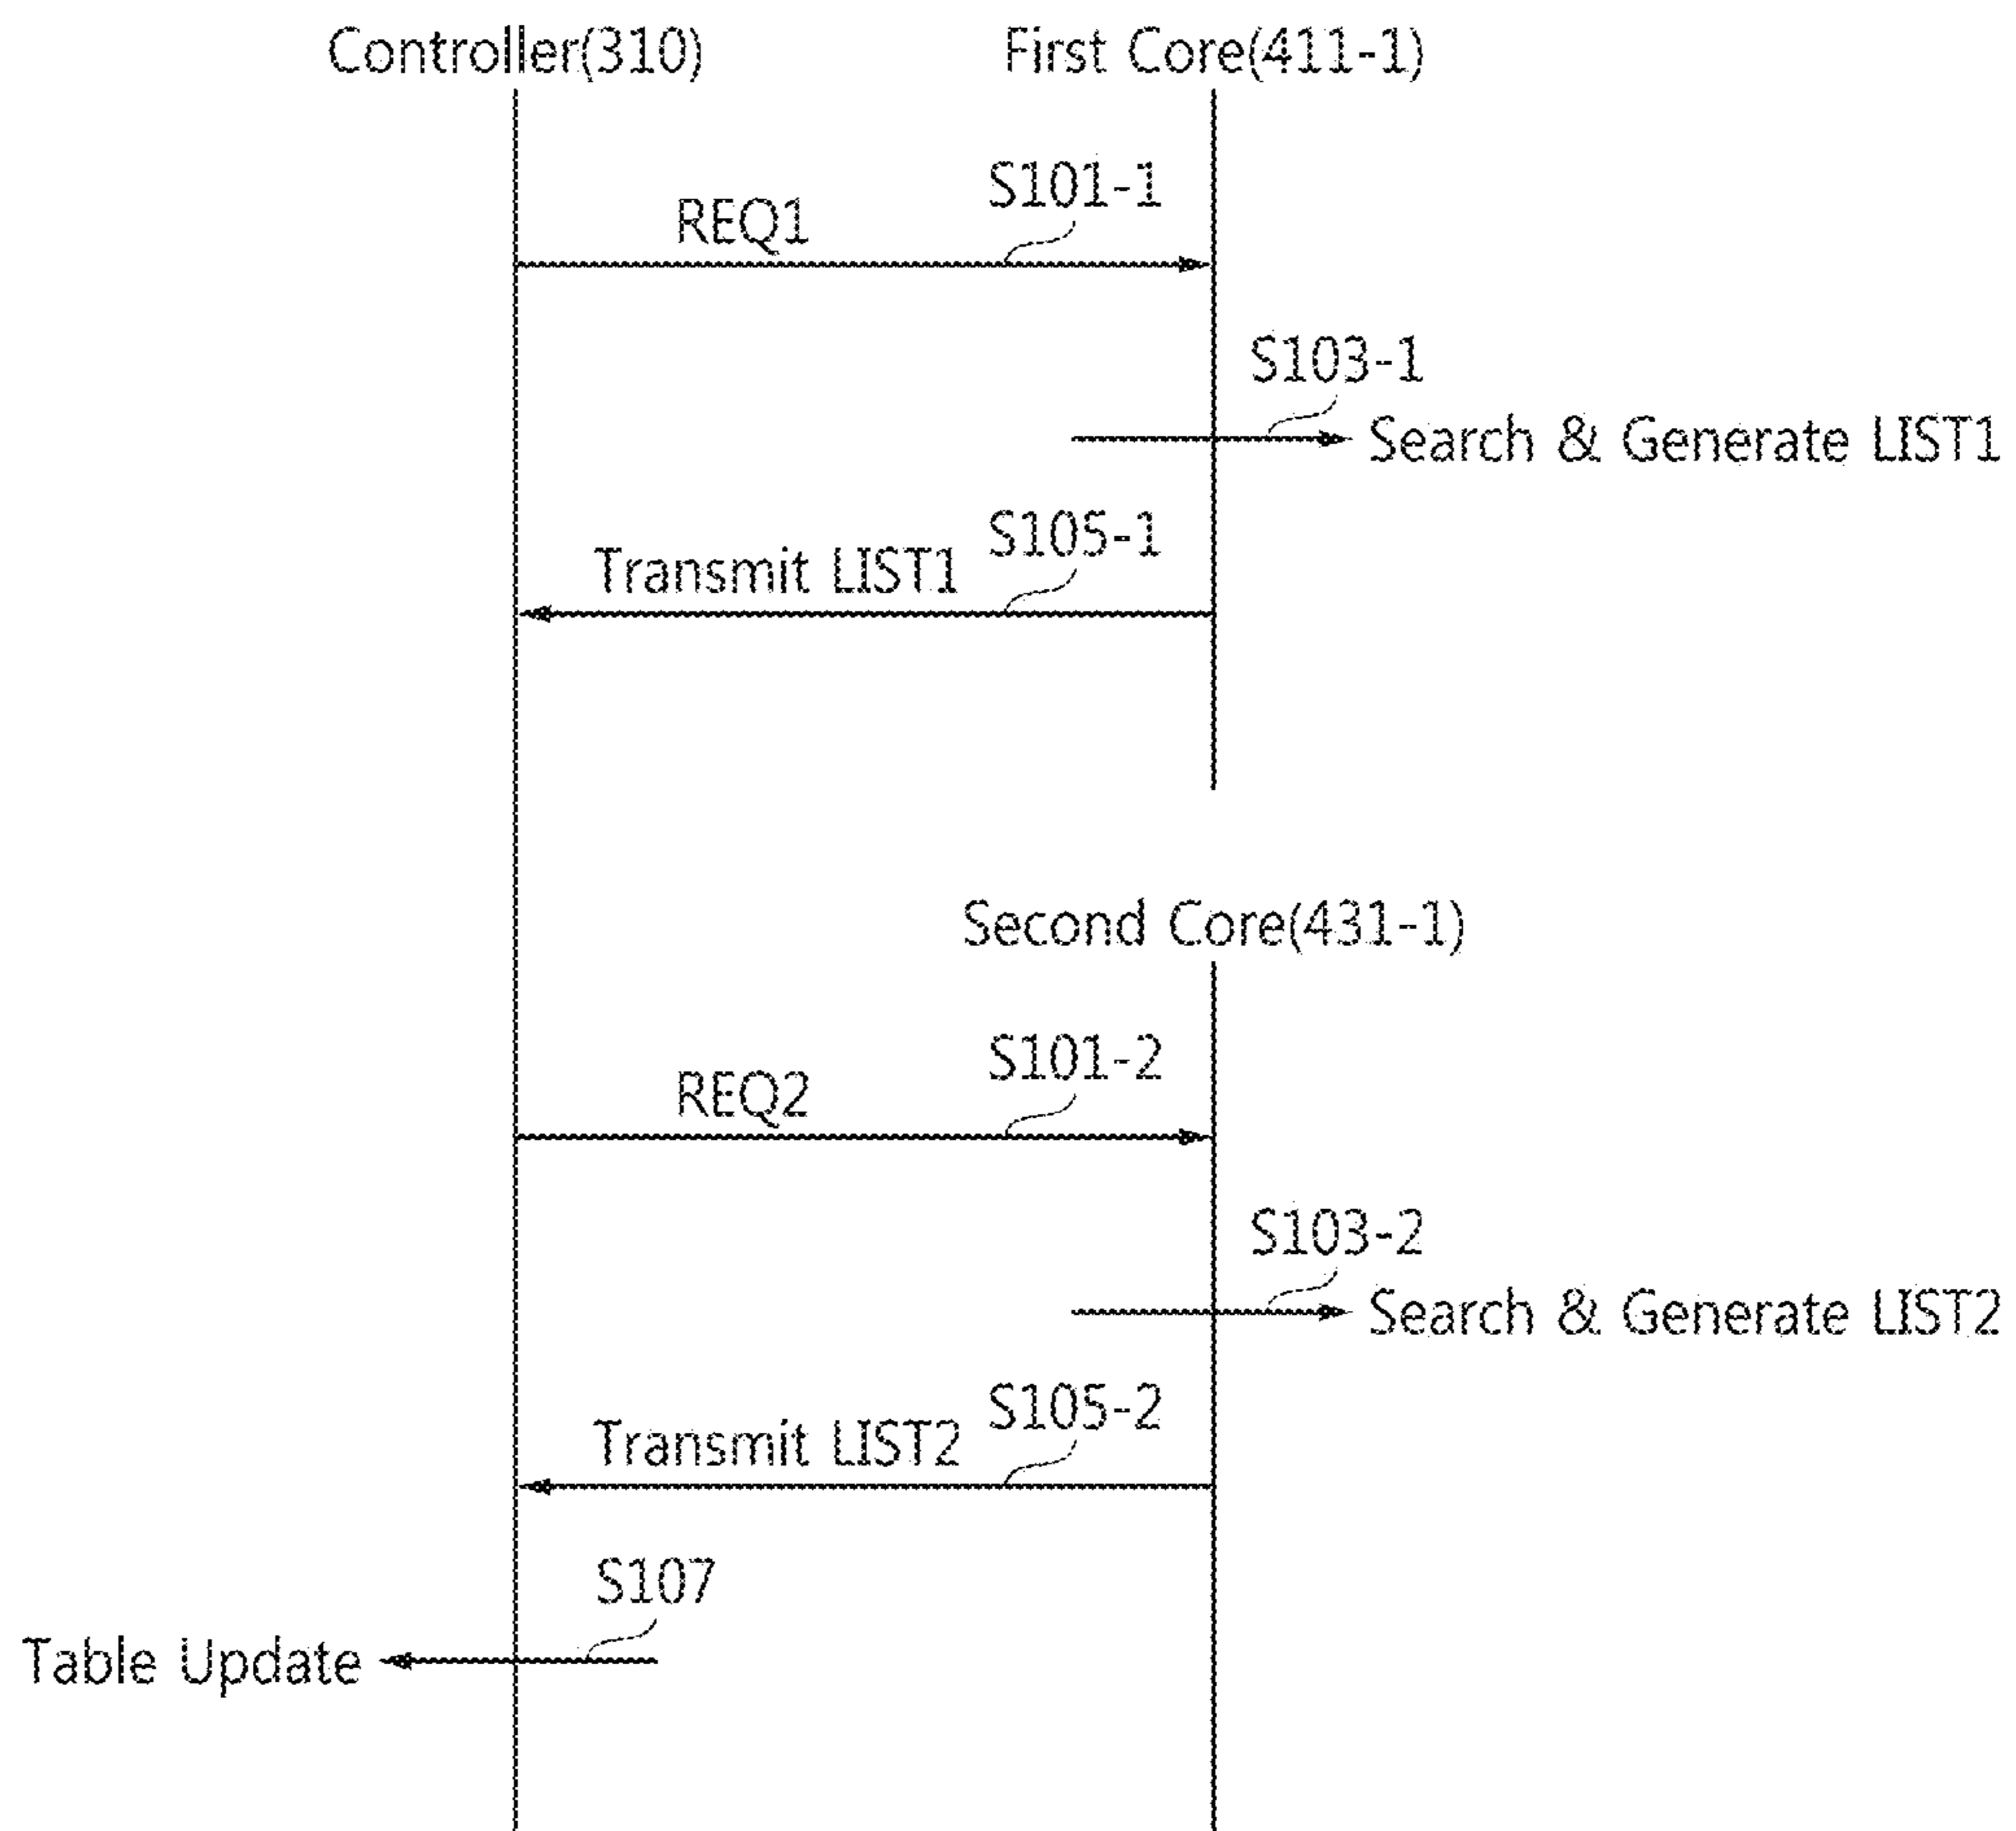 Controller(310)
First Core(411-1)
S101-1
REQ1
S103-1
Search & Generate LIST1
S105-1
Transmit LIST1
Second Core(431-1)
S101-2
REQ2
S103-2
Search & Generate LIST2
S105-2
Transmit LIST2
S107
Table Update